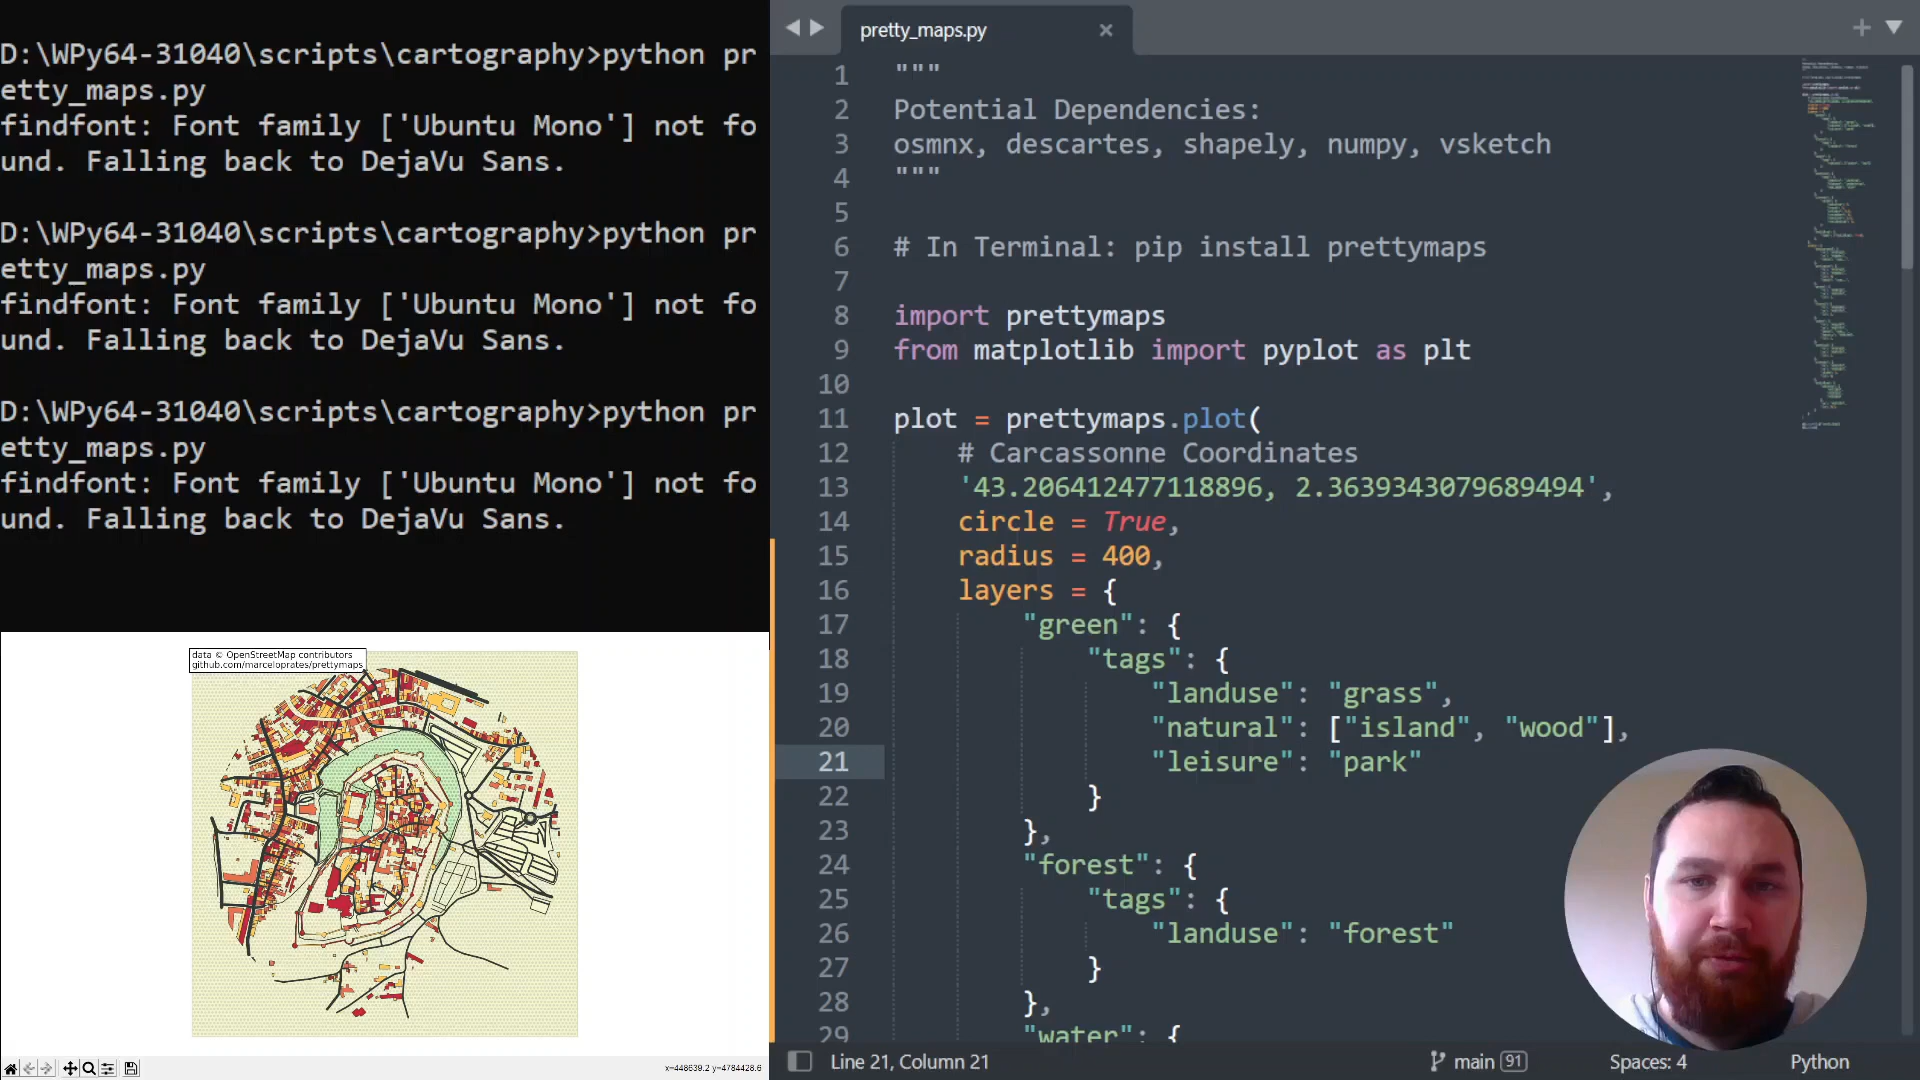 D:\WPy64-31040\scripts\cartography>python pr
etty_maps.py
findfont: Font family ['Ubuntu Mono'] not fo
und. Falling back to DejaVu Sans.
D:\WPy64-31040\scripts\cartography>python pr
etty_maps.py
findfont: Font family ['Ubuntu Mono'] not fo
und. Falling back to DejaVu Sans.
D:\WPy64-31040\scripts\cartography>python pr
etty_maps.py
findfont: Font family ['Ubuntu Mono'] not fo
und. Falling back to DejaVu Sans.
data © OpenStreetMap contributors
github.com/marceloprates/prettymaps
x=448639.2 y=4784428.6
pretty_maps.py
1 """
2 Potential Dependencies:
3 osmnx, descartes, shapely, numpy, vsketch
4 """
5
6 # In Terminal: pip install prettymaps
7
8 import prettymaps
9 from matplotlib import pyplot as plt
10
11 plot = prettymaps.plot(
12 # Carcassonne Coordinates
13 '43.206412477118896, 2.3639343079689494',
14 circle = True,
15 radius = 400,
16 layers = {
17 "green": {
18 "tags": {
19 "landuse": "grass",
20 "natural": ["island", "wood"],
21 "leisure": "park"
22 }
23 },
24 "forest": {
25 "tags": {
26 "landuse": "forest"
27 }
28 },
29 "water": {
Line 21, Column 21
main 91
Spaces: 4
Python